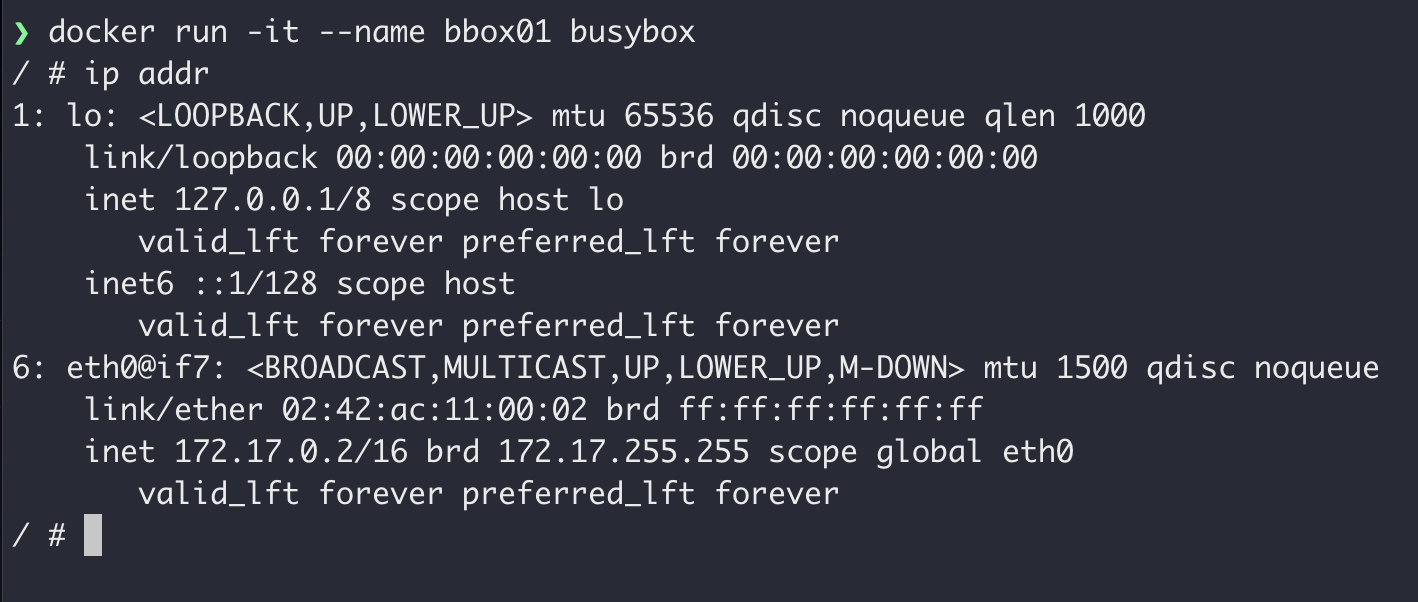 ❯ docker run -it --name bbox01 busybox
/ # ip addr
1: lo: <LOOPBACK,UP,LOWER_UP> mtu 65536 qdisc noqueue qlen 1000
    link/loopback 00:00:00:00:00:00 brd 00:00:00:00:00:00
    inet 127.0.0.1/8 scope host lo
       valid_lft forever preferred_lft forever
    inet6 ::1/128 scope host
       valid_lft forever preferred_lft forever
6: eth0@if7: <BROADCAST,MULTICAST,UP,LOWER_UP,M-DOWN> mtu 1500 qdisc noqueue
    link/ether 02:42:ac:11:00:02 brd ff:ff:ff:ff:ff:ff
    inet 172.17.0.2/16 brd 172.17.255.255 scope global eth0
       valid_lft forever preferred_lft forever
/ #